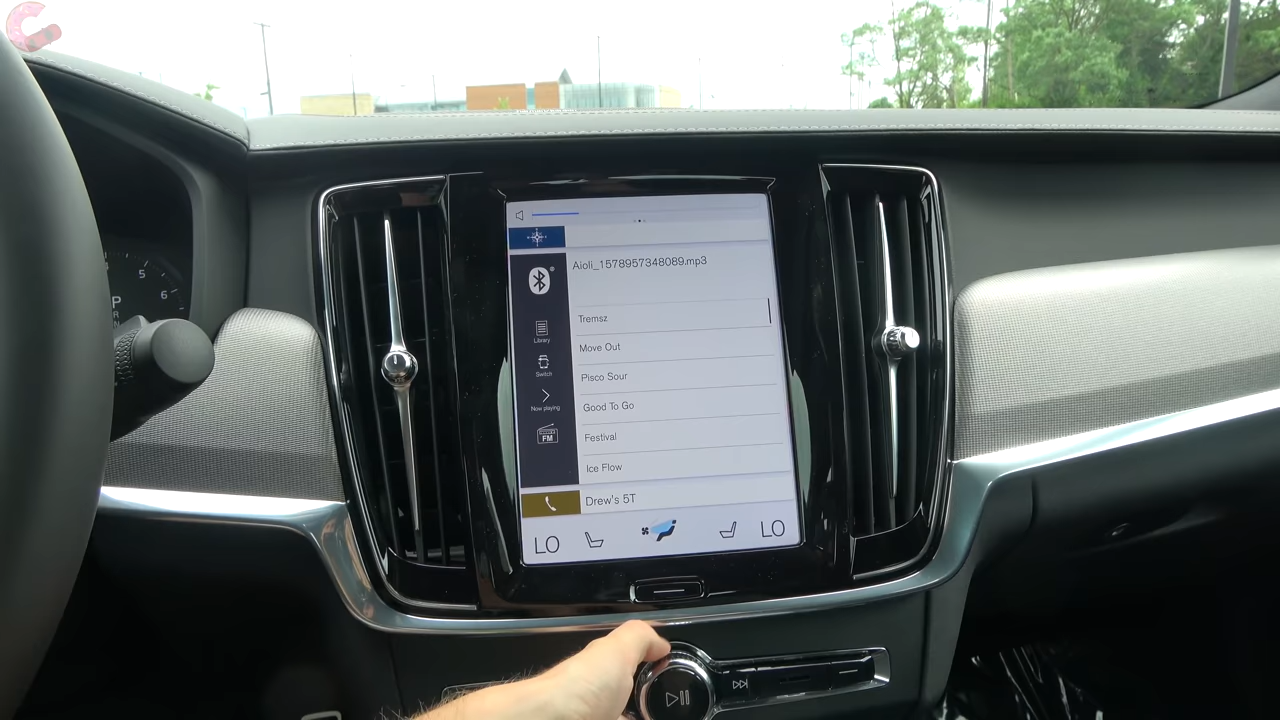 Aioli_1578957348089.mp3
Tremsz
Library
Move Out
Switch
Pisco Sour
Now playing
Good To Go
FM
Festival
Ice Flow
Drew's 5T
LO
LO
5
6
P
R
N